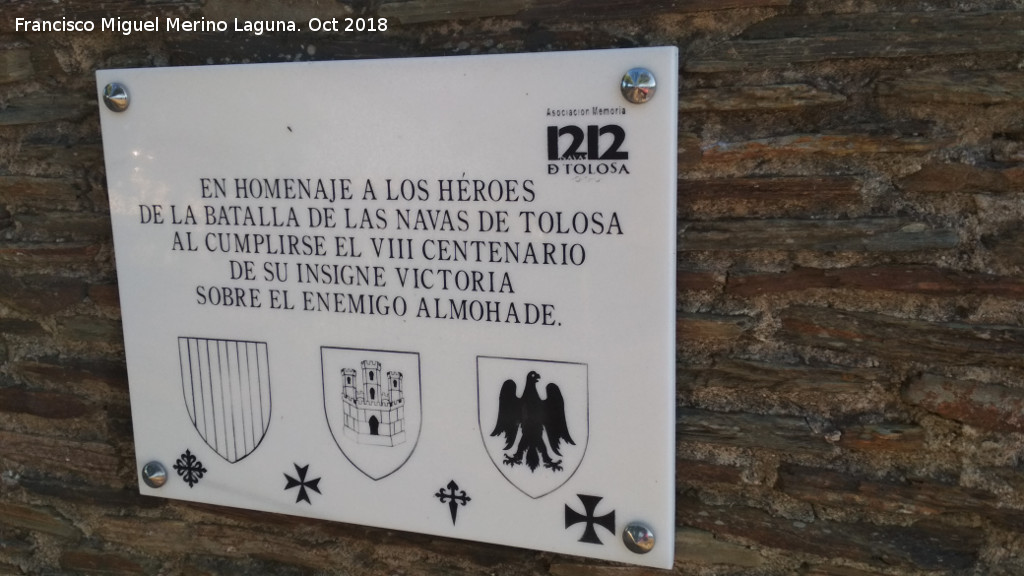 Francisco Miguel Merino Laguna. Oct 2018
Asociacion Memoria
1212
NAVAS
D TOLOSA
EN HOMENAJE A LOS HÉROES
DE LA BATALLA DE LAS NAVAS DE TOLOSA
AL CUMPLIRSE EL VIII CENTENARIO
DE SU INSIGNE VICTORIA
SOBRE EL ENEMIGO ALMOHADE.